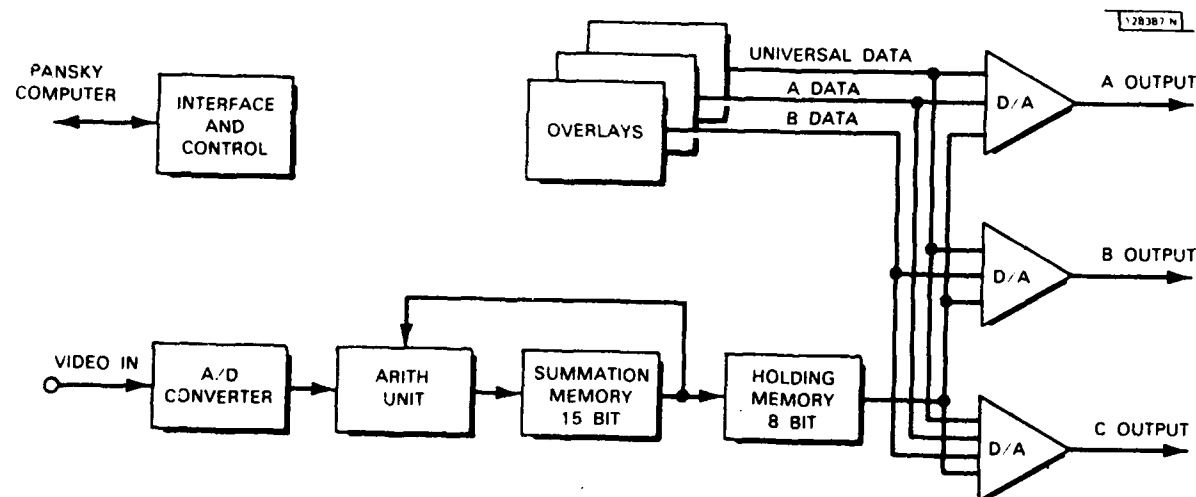 128387 N
PANSKY
COMPUTER
INTERFACE
AND
CONTROL
OVERLAYS
UNIVERSAL DATA
A DATA
B DATA
D/A
A OUTPUT
D/A
B OUTPUT
VIDEO IN
A/D
CONVERTER
ARITH
UNIT
SUMMATION
MEMORY
15 BIT
HOLDING
MEMORY
8 BIT
D/A
C OUTPUT